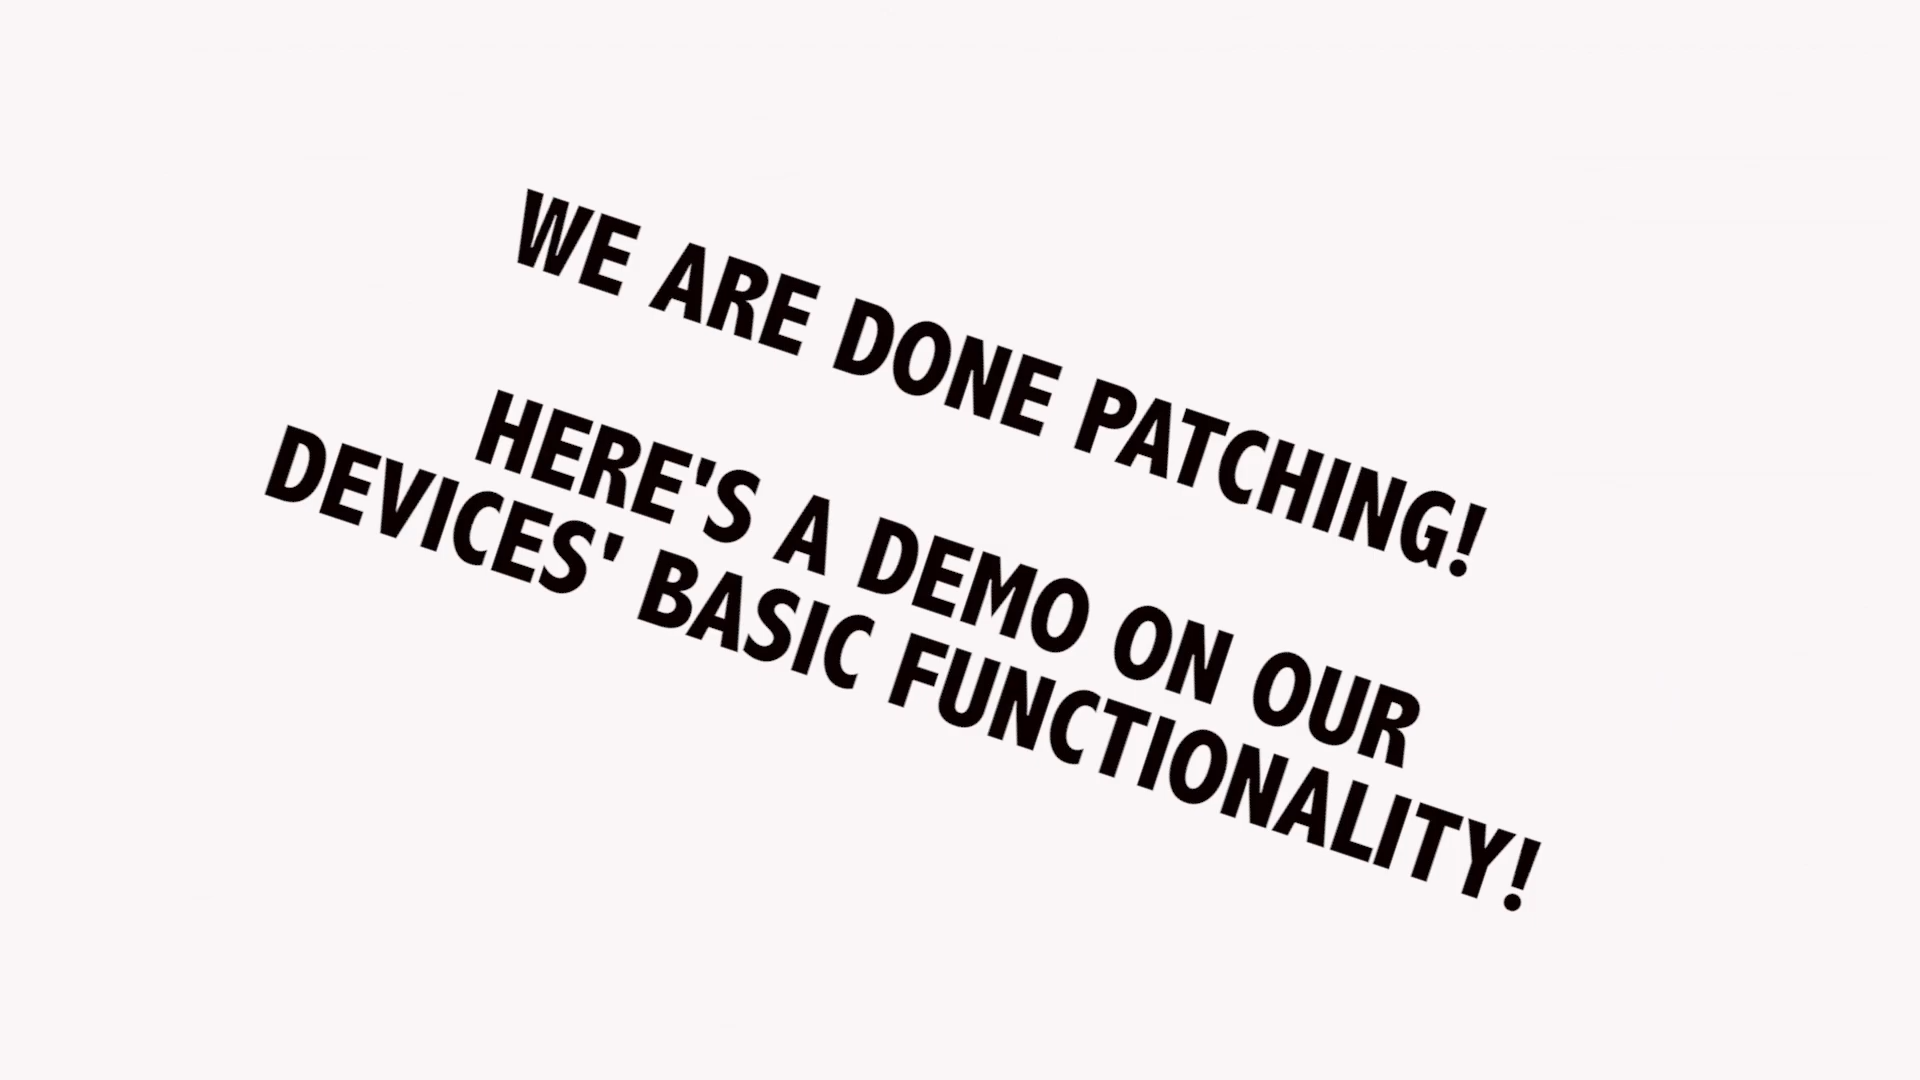 WE ARE DONE PATCHING!
HERE'S A DEMO ON OUR
DEVICES' BASIC FUNCTIONALITY!